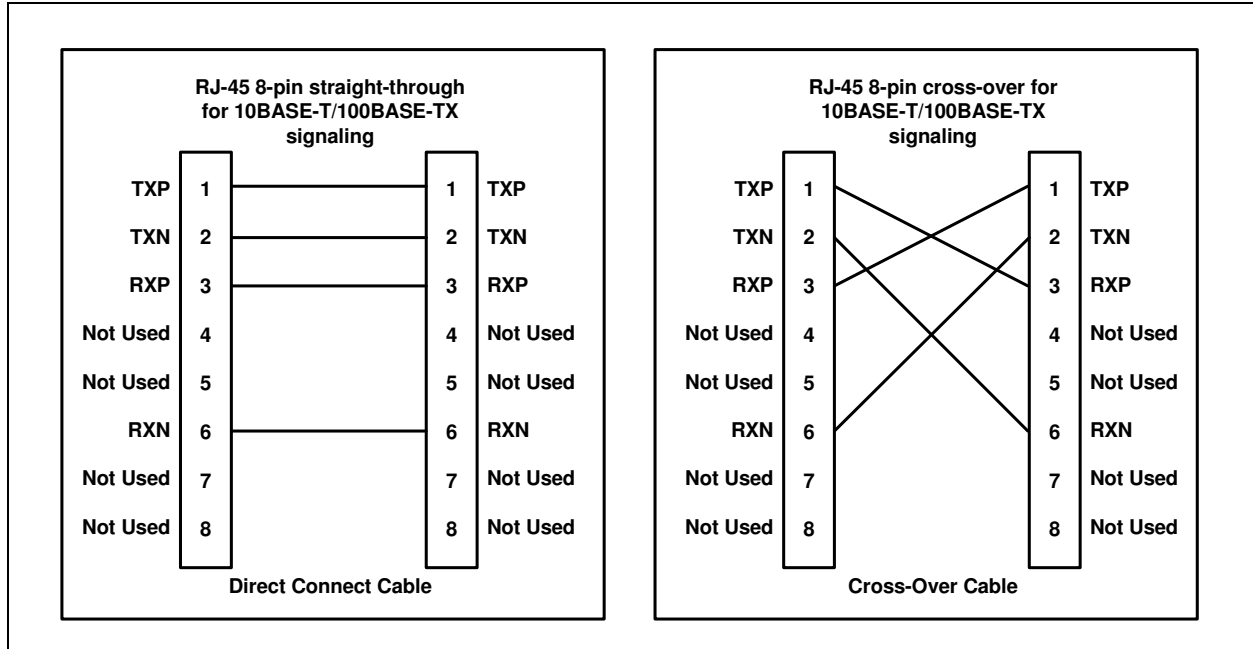 RJ-45 8-pin straight-through
for 10BASE-T/100BASE-TX
signaling
TXP 1 1 TXP
TXN 2 2 TXN
RXP 3 3 RXP
Not Used 4 4 Not Used
Not Used 5 5 Not Used
RXN 6 6 RXN
Not Used 7 7 Not Used
Not Used 8 8 Not Used
Direct Connect Cable
RJ-45 8-pin cross-over for
10BASE-T/100BASE-TX
signaling
TXP 1 1 TXP
TXN 2 2 TXN
RXP 3 3 RXP
Not Used 4 4 Not Used
Not Used 5 5 Not Used
RXN 6 6 RXN
Not Used 7 7 Not Used
Not Used 8 8 Not Used
Cross-Over Cable